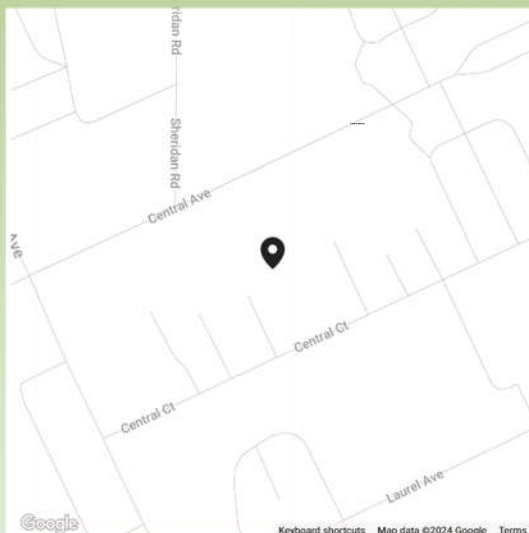 ridan Rd
Sheridan Rd
Central Ave
Ave
Central Ct
Central Ct
Laurel Ave
Google
Keyboard shortcuts Map data ©2024 Google Terms